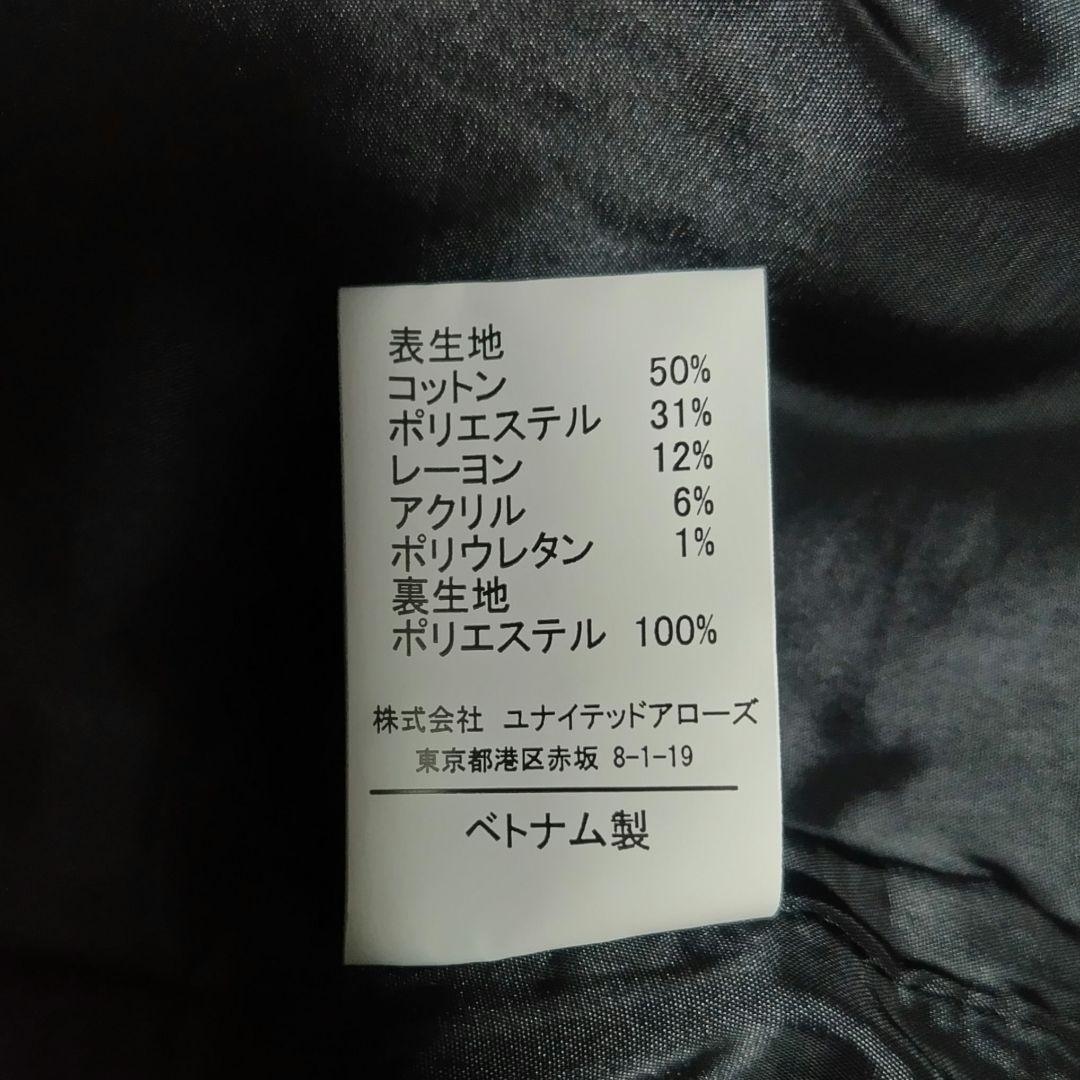 表生地
コットン 50%
ポリエステル 31%
レーヨン 12%
アクリル 6%
ポリウレタン 1%
裏生地
ポリエステル 100%
株式会社 ユナイテッドアローズ
東京都港区赤坂 8-1-19
ベトナム製